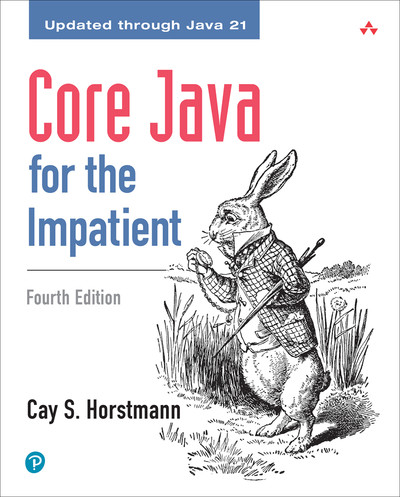 Updated through Java 21
Core Java
for the
Impatient
Fourth Edition
Cay S. Horstmann
P